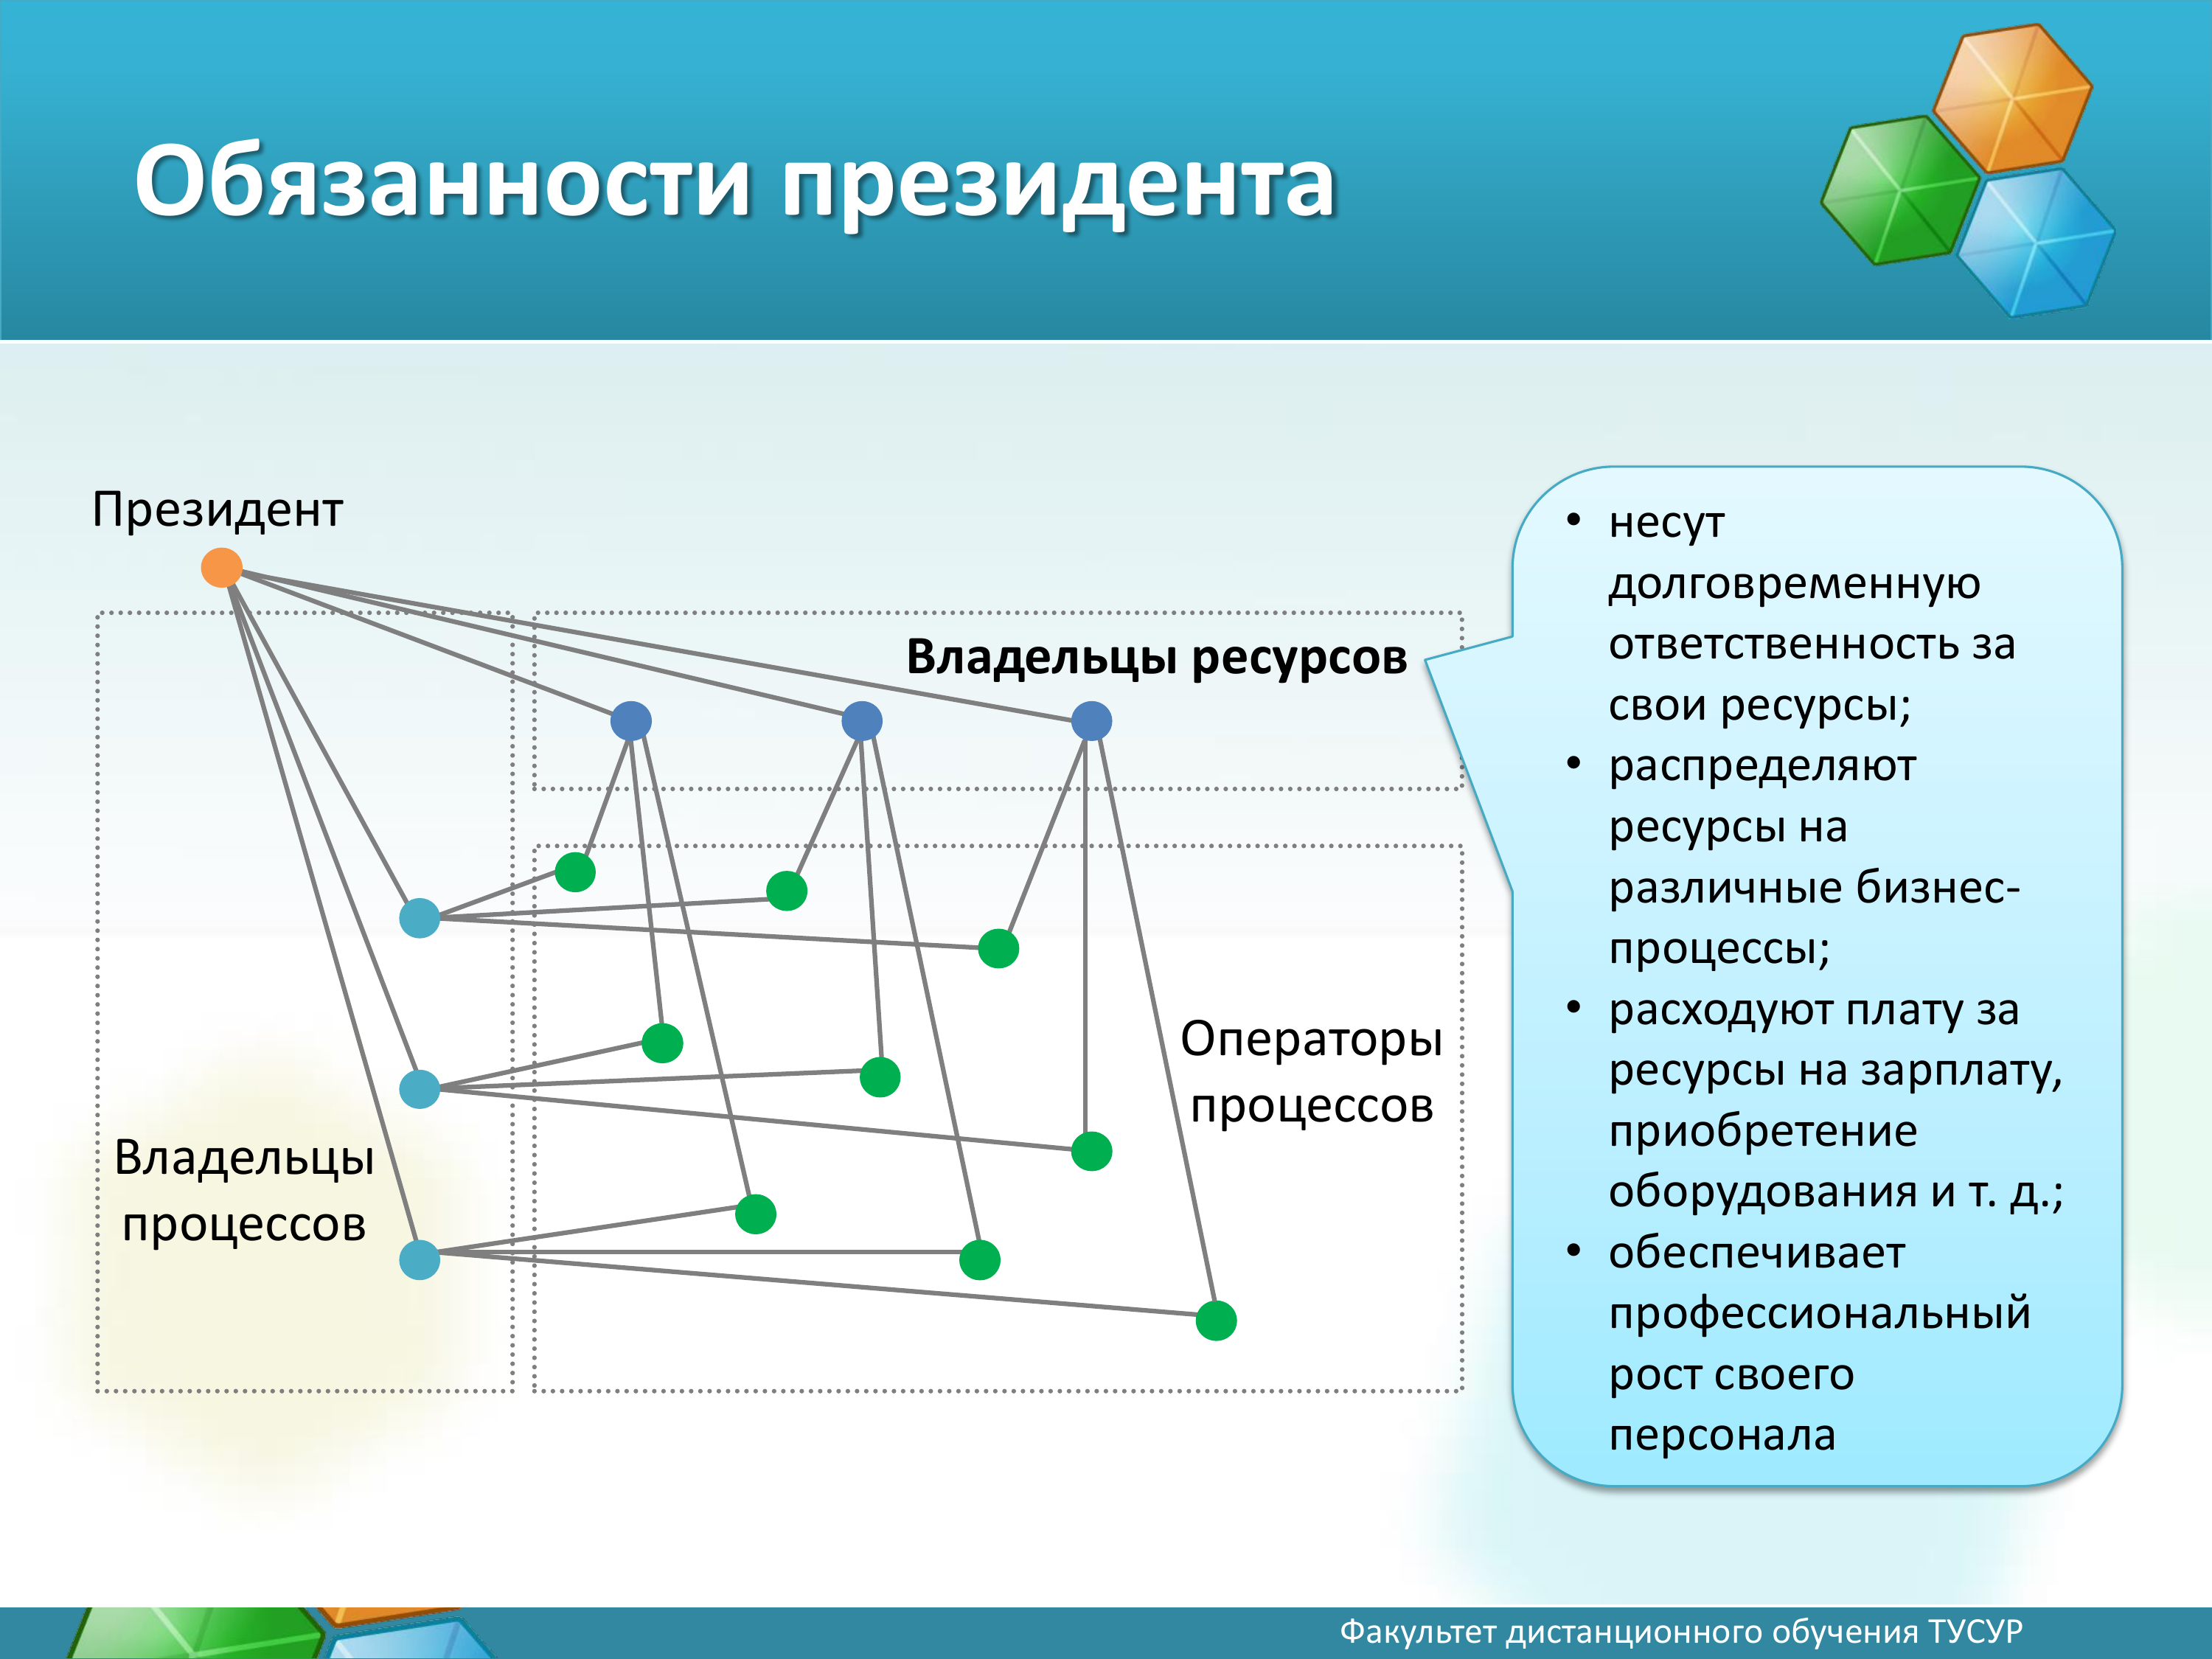 Обязанности президента
Президент
Владельцы ресурсов
Операторы
процессов
Владельцы
процессов
• несут
долговременную
ответственность за
свои ресурсы;
• распределяют
ресурсы на
различные бизнес-
процессы;
• расходуют плату за
ресурсы на зарплату,
приобретение
оборудования и т. д.;
• обеспечивает
профессиональный
рост своего
персонала
Факультет дистанционного обучения ТУСУР